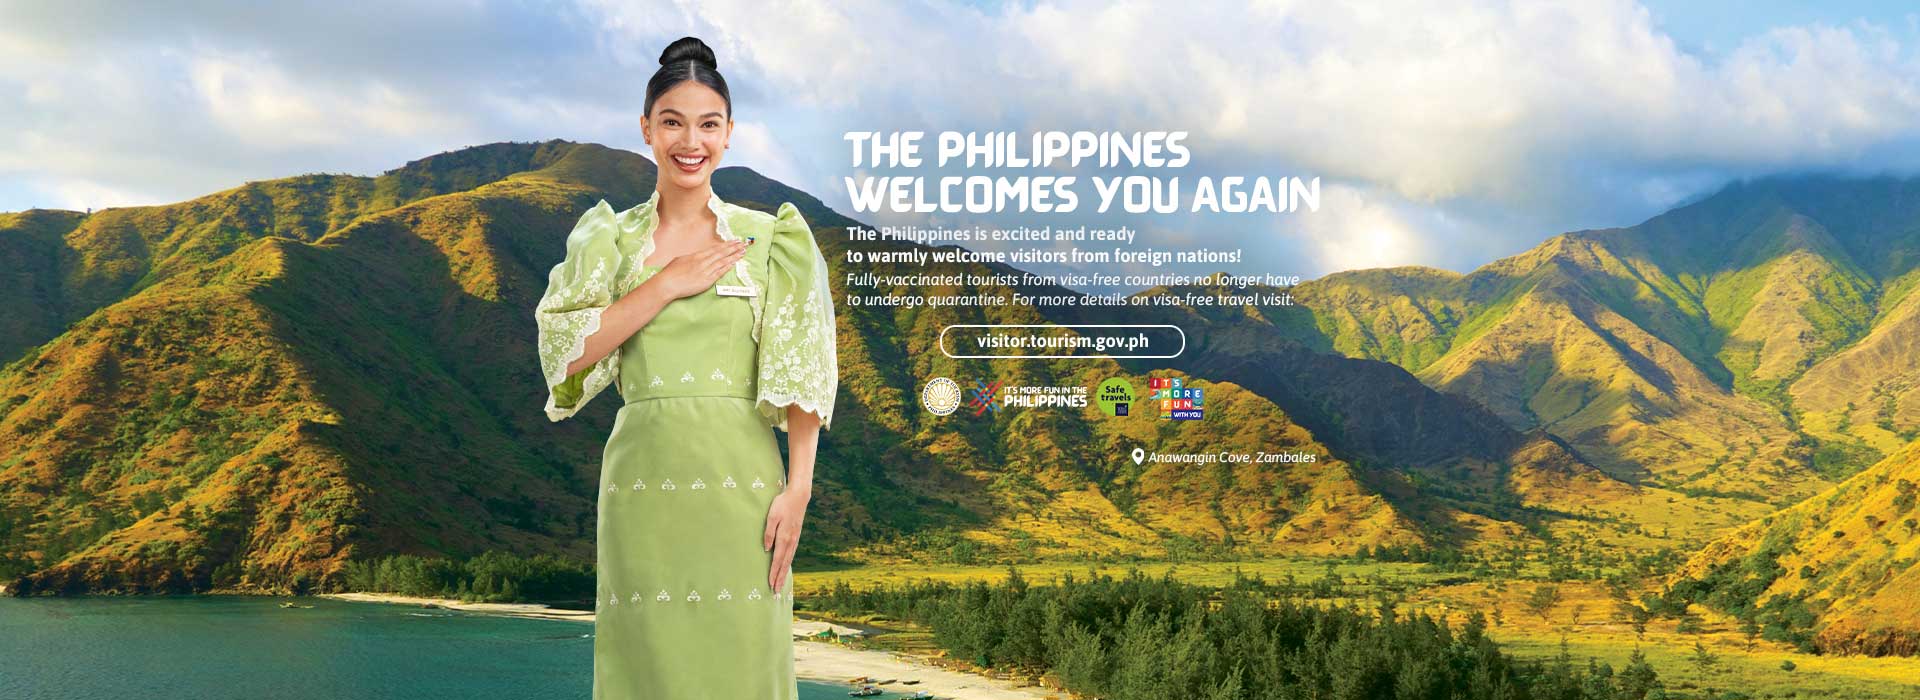 THE PHILIPPINES
WELCOMES YOU AGAIN
The Philippines is excited and ready
to warmly welcome visitors from foreign nations!
Fully-vaccinated tourists from visa-free countries no longer have
to undergo quarantine. For more details on visa-free travel visit:
visitor.tourism.gov.ph
IT'S MORE FUN IN THE
PHILIPPINES
Safe
travels
ITS
MORE
FUN
WITH YOU
Anawangin Cove, Zambales